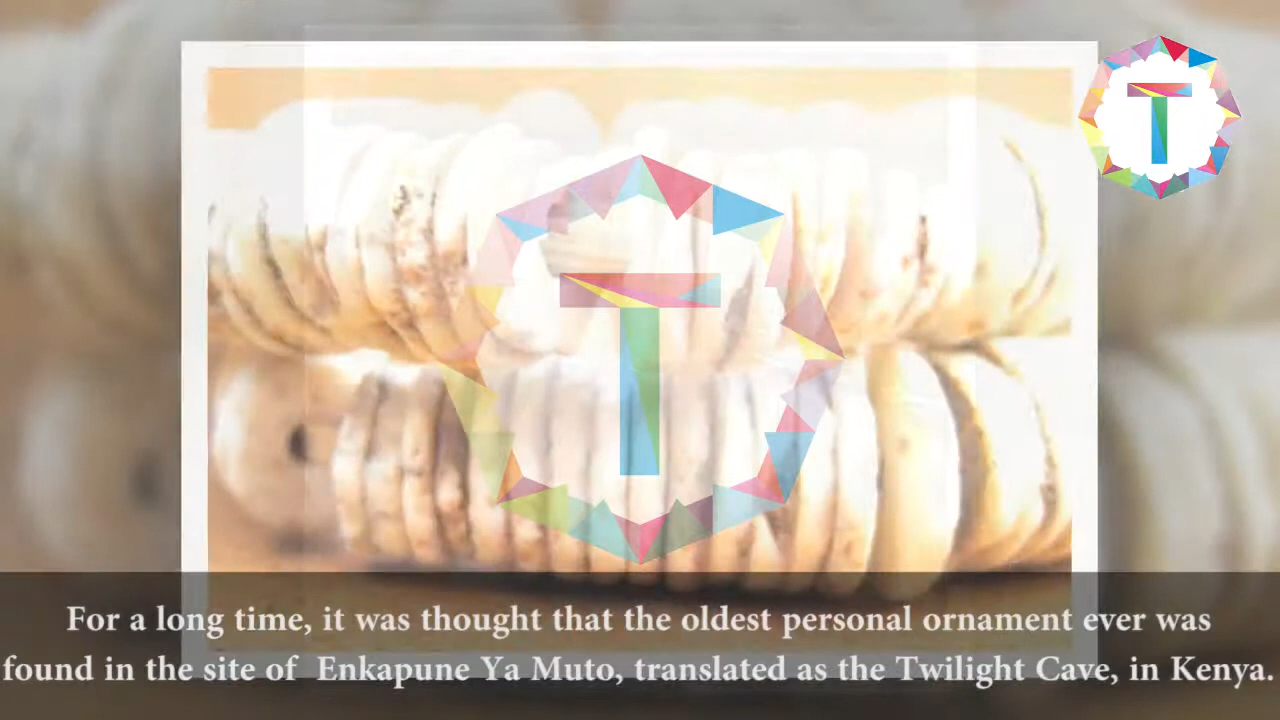 T
T
For a long time, it was thought that the oldest personal ornament ever was
found in the site of Enkapune Ya Muto, translated as the Twilight Cave, in Kenya.